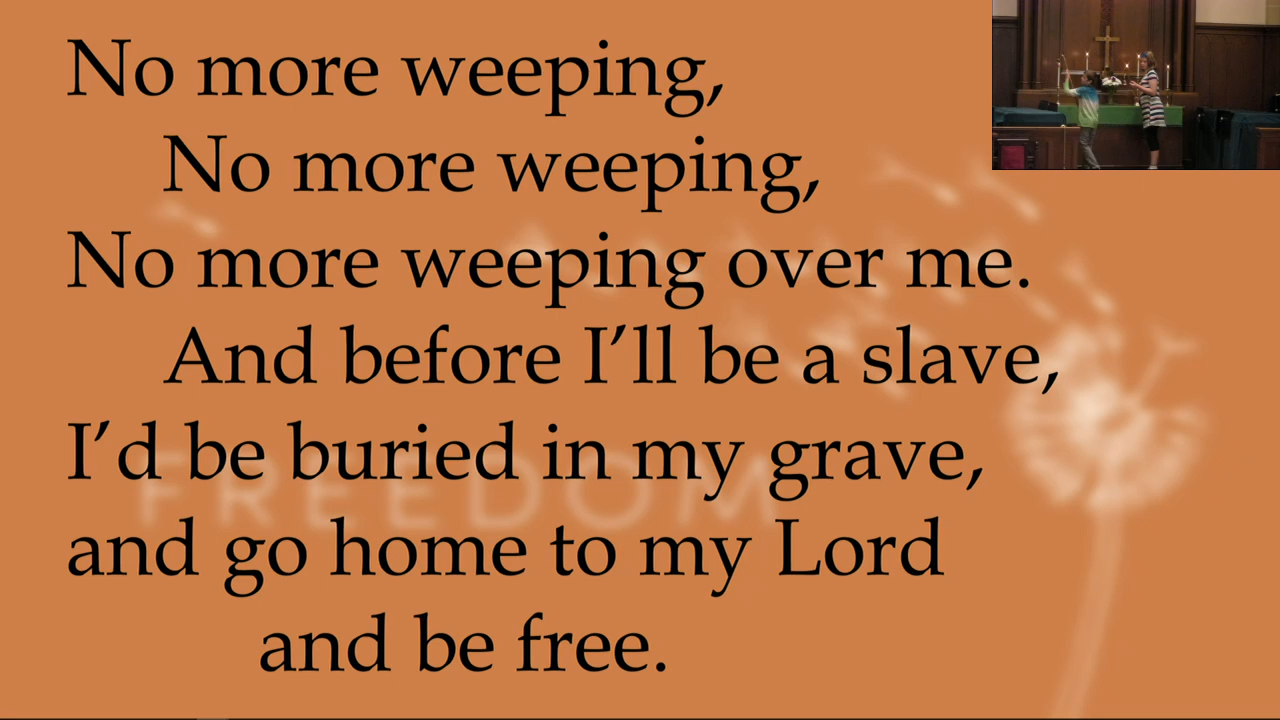 No more weeping,
No more weeping,
No more weeping over me.
And before I’ll be a slave,
I’d be buried in my grave,
and go home to my Lord
and be free.
FREEDOM